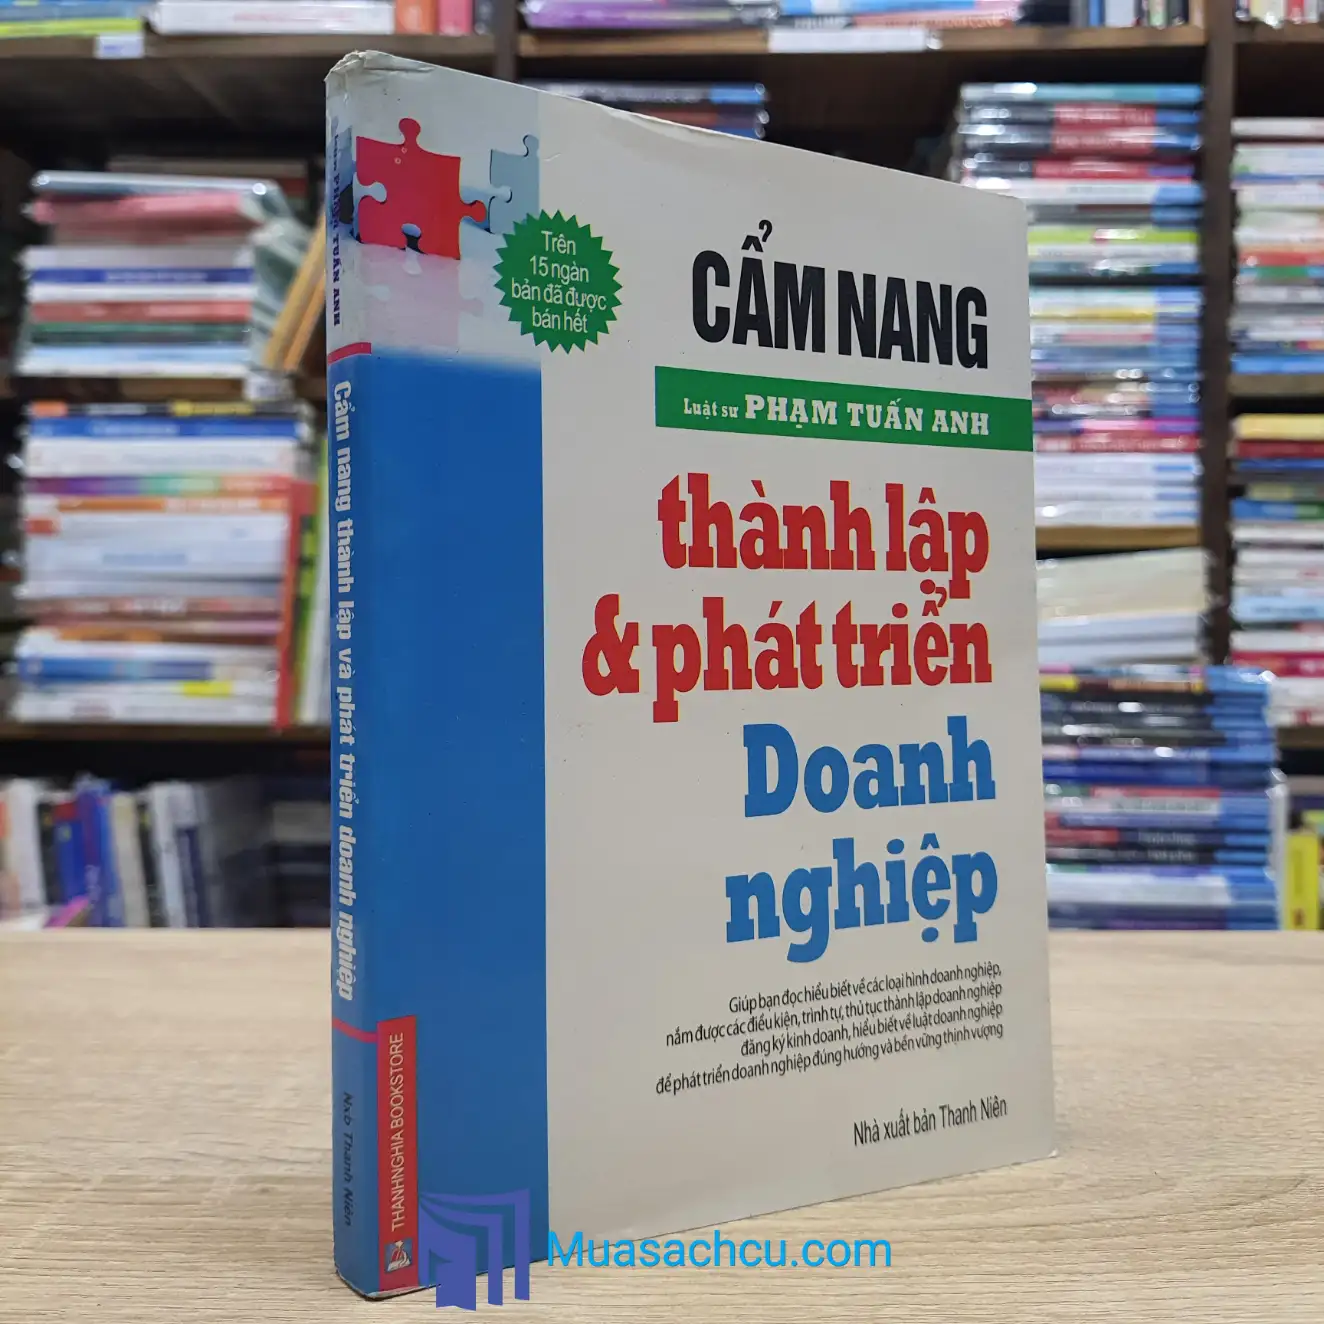 Trên
15 ngàn
bản đã được
bán hết
CẨM NANG
Luật sư PHẠM TUẤN ANH
thành lập
& phát triển
Doanh
nghiệp
Giúp bạn đọc hiểu biết về các loại hình doanh nghiệp,
nắm được các điều kiện, trình tự, thủ tục thành lập doanh nghiệp
đăng ký kinh doanh, hiểu biết về luật doanh nghiệp
để phát triển doanh nghiệp đúng hướng và bền vững thịnh vượng
Nhà xuất bản Thanh Niên
PHẠM TUẤN ANH
Cẩm nang thành lập và phát triển doanh nghiệp
THANHNGHIA BOOKSTORE
Nxb Thanh Niên
Muasachcu.com